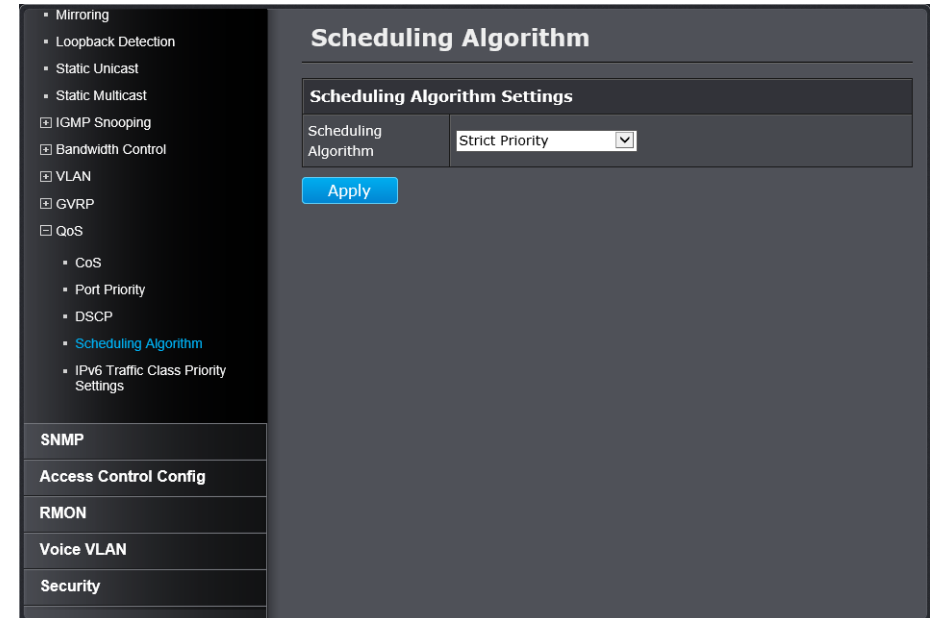 Mirroring
Loopback Detection
Static Unicast
Static Multicast
IGMP Snooping
Bandwidth Control
VLAN
GVRP
QoS
CoS
Port Priority
DSCP
Scheduling Algorithm
IPv6 Traffic Class Priority
Settings
SNMP
Access Control Config
RMON
Voice VLAN
Security
Scheduling Algorithm
Scheduling Algorithm Settings
Scheduling
Algorithm
Strict Priority
Apply